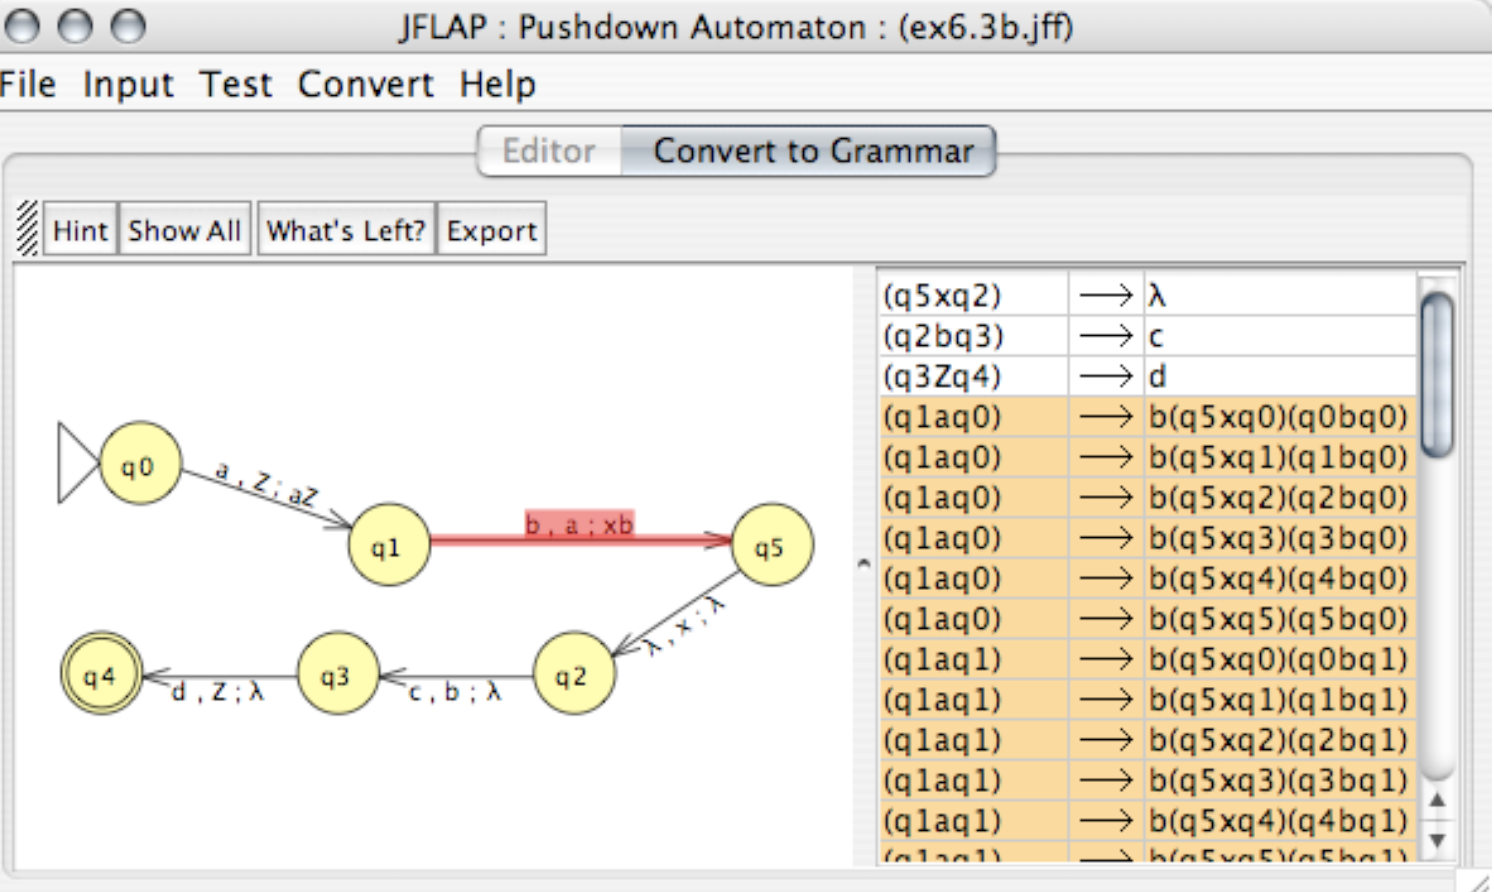 JFLAP : Pushdown Automaton : (ex6.3b.jff)
File Input Test Convert Help
Editor Convert to Grammar
Hint Show All What's Left? Export
q0
a , Z ; aZ
q1
b , a ; xb
q5
λ , x ; λ
q4
d , Z ; λ
q3
c , b ; λ
q2
(q5xq2) → λ
(q2bq3) → c
(q3Zq4) → d
(q1aq0) → b(q5xq0)(q0bq0)
(q1aq0) → b(q5xq1)(q1bq0)
(q1aq0) → b(q5xq2)(q2bq0)
(q1aq0) → b(q5xq3)(q3bq0)
(q1aq0) → b(q5xq4)(q4bq0)
(q1aq0) → b(q5xq5)(q5bq0)
(q1aq1) → b(q5xq0)(q0bq1)
(q1aq1) → b(q5xq1)(q1bq1)
(q1aq1) → b(q5xq2)(q2bq1)
(q1aq1) → b(q5xq3)(q3bq1)
(q1aq1) → b(q5xq4)(q4bq1)
(q1aq1) → b(q5xq5)(q5bq1)